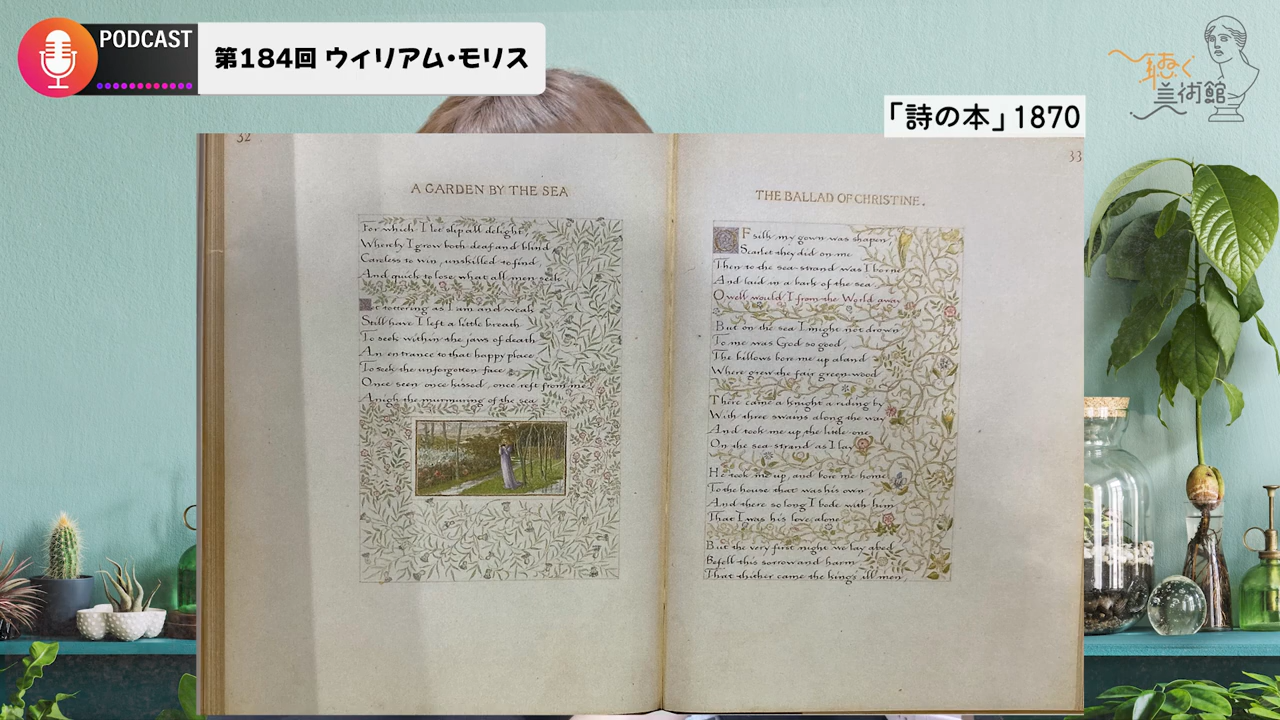 PODCAST
第184回 ウィリアム・モリス
聴く
美術館
「詩の本」1870
32
A GARDEN BY THE SEA
For which I let slip all delight,
Whereby I grow both deaf and blind
Careless to win, unskilled to find,
And quick to lose what all men seek
et tottering as I am and weak
Still have I left a little breath
To seek within the jaws of death
An entrance to that happy place
To seek the unforgotten face
Once seen once kissed, once reft from me
Anigh the murmuring of the sea
33
THE BALLAD OF CHRISTINE.
OF silk my gown was shapen,
Scarlet they did on me
Then to the sea-strand was I borne
And laid in a bark of the sea
O well would I from the World away
But on the sea I might not drown
To me was God so good,
The billows bore me up aland
Where grew the fair green-wood
There came a knight a riding by
With three swains along the way
And took me up the little one
On the sea-strand as I lay
He took me up, and bore me home
To the house that was his own
And there so long I bode with him
That I was his love alone
But the very first night we lay abed
Befell this sorrow and harm
That thither came the king's ill men